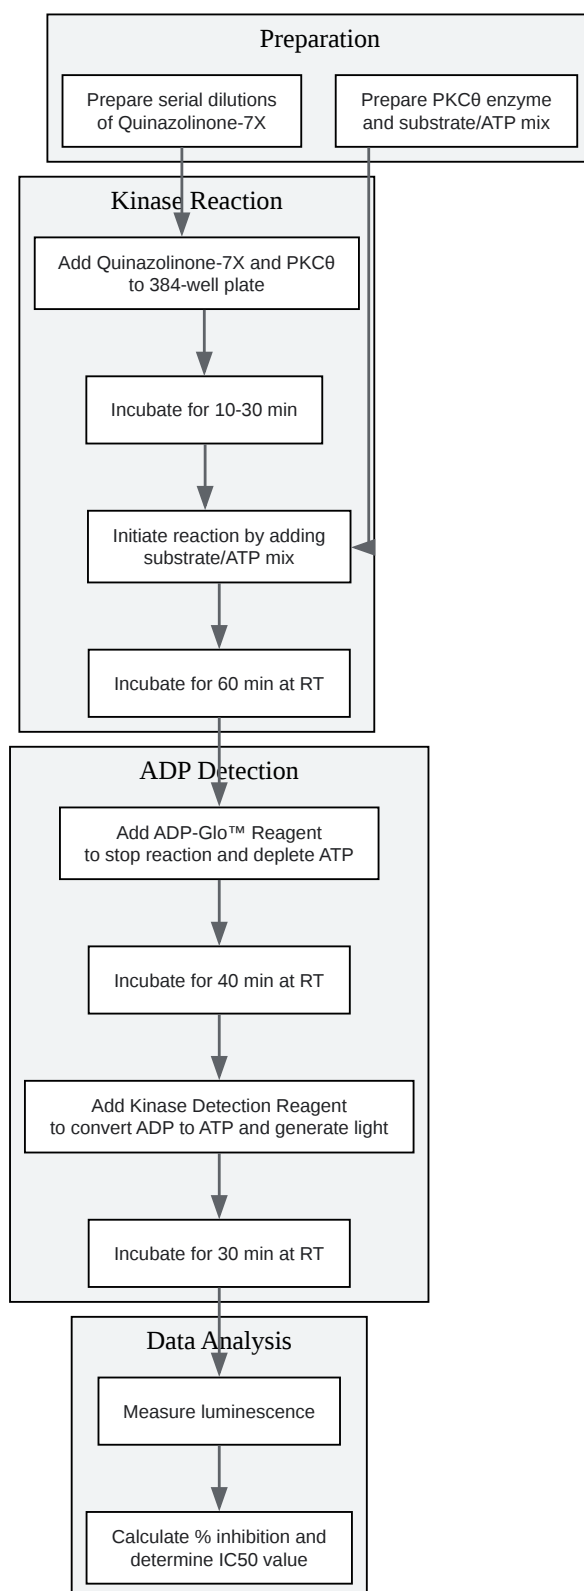 Preparation
Prepare serial dilutions
of Quinazolinone-7X
Prepare PKCθ enzyme
and substrate/ATP mix
Kinase Reaction
Add Quinazolinone-7X and PKCθ
to 384-well plate
Incubate for 10-30 min
Initiate reaction by adding
substrate/ATP mix
Incubate for 60 min at RT
ADP Detection
Add ADP-Glo™ Reagent
to stop reaction and deplete ATP
Incubate for 40 min at RT
Add Kinase Detection Reagent
to convert ADP to ATP and generate light
Incubate for 30 min at RT
Data Analysis
Measure luminescence
Calculate % inhibition and
determine IC50 value